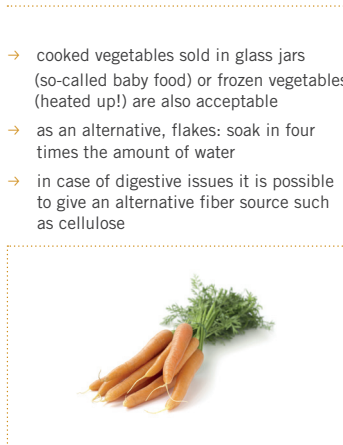 → cooked vegetables sold in glass jars
(so-called baby food) or frozen vegetables
(heated up!) are also acceptable
→ as an alternative, flakes: soak in four
times the amount of water
→ in case of digestive issues it is possible
to give an alternative fiber source such
as cellulose